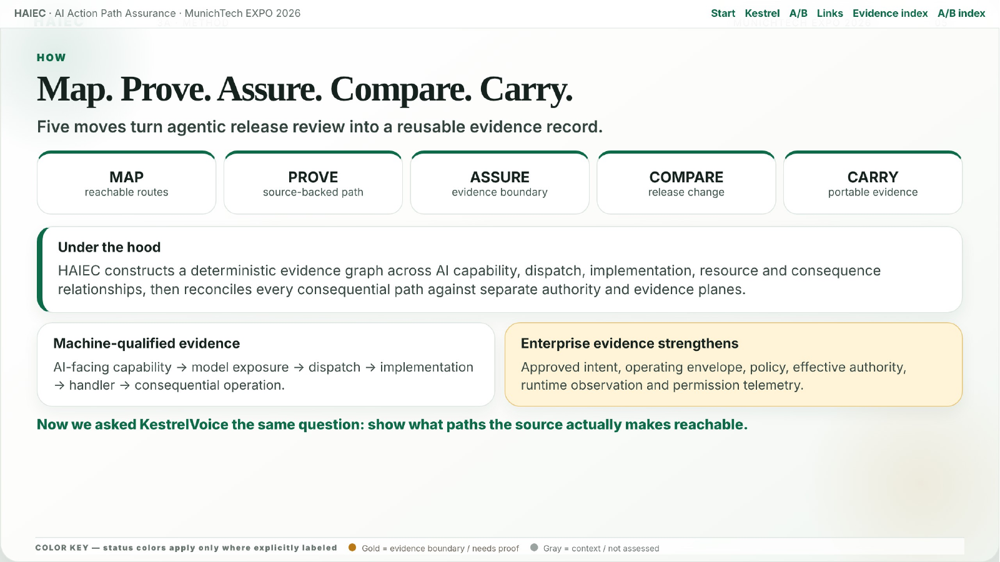 HAIEC · AI Action Path Assurance · MunichTech EXPO 2026
Start Kestrel A/B Links Evidence index A/B index
HOW
Map. Prove. Assure. Compare. Carry.
Five moves turn agentic release review into a reusable evidence record.
MAP
reachable routes
PROVE
source-backed path
ASSURE
evidence boundary
COMPARE
release change
CARRY
portable evidence
Under the hood
HAIEC constructs a deterministic evidence graph across AI capability, dispatch, implementation, resource and consequence
relationships, then reconciles every consequential path against separate authority and evidence planes.
Machine-qualified evidence
AI-facing capability → model exposure → dispatch → implementation
→ handler → consequential operation.
Enterprise evidence strengthens
Approved intent, operating envelope, policy, effective authority,
runtime observation and permission telemetry.
Now we asked KestrelVoice the same question: show what paths the source actually makes reachable.
COLOR KEY — status colors apply only where explicitly labeled
Gold = evidence boundary / needs proof
Gray = context / not assessed